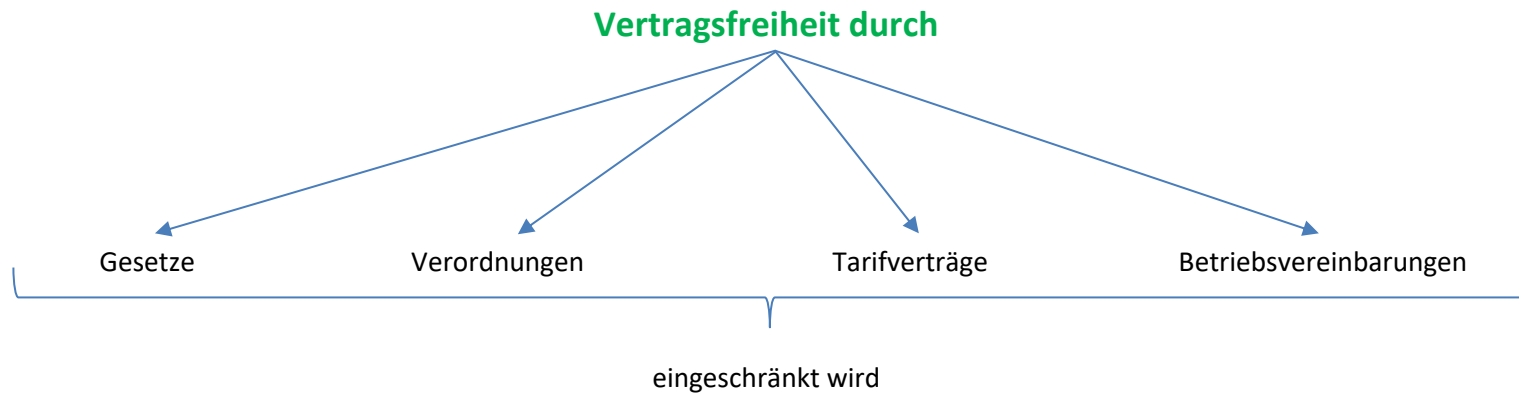 Vertragsfreiheit durch
Gesetze Verordnungen Tarifverträge Betriebsvereinbarungen
eingeschränkt wird